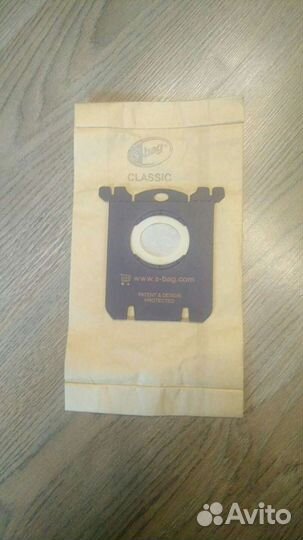 s-bag
CLASSIC
www.s-bag.com
PATENT & DESIGN
PROTECTED
Avito